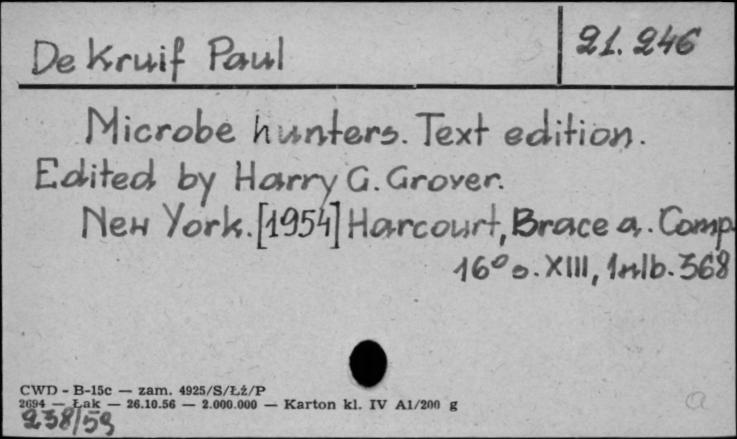 De Kruif Paul
21.246
Microbe hunters. Text edition.
Edited by Harry G. Grover.
New York. [1954] Harcourt, Brace a. Comp.
16° s. XIII, 1nlb. 368
CWD - B-15c — zam. 4925/S/Łż/P
2694 — Łak — 26.10.56 — 2.000.000 — Karton kl. IV A1/200 g
238/59
a